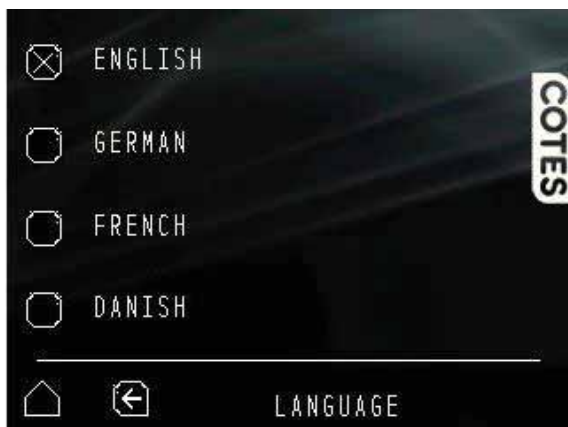 ENGLISH
GERMAN
FRENCH
DANISH
COTES
LANGUAGE